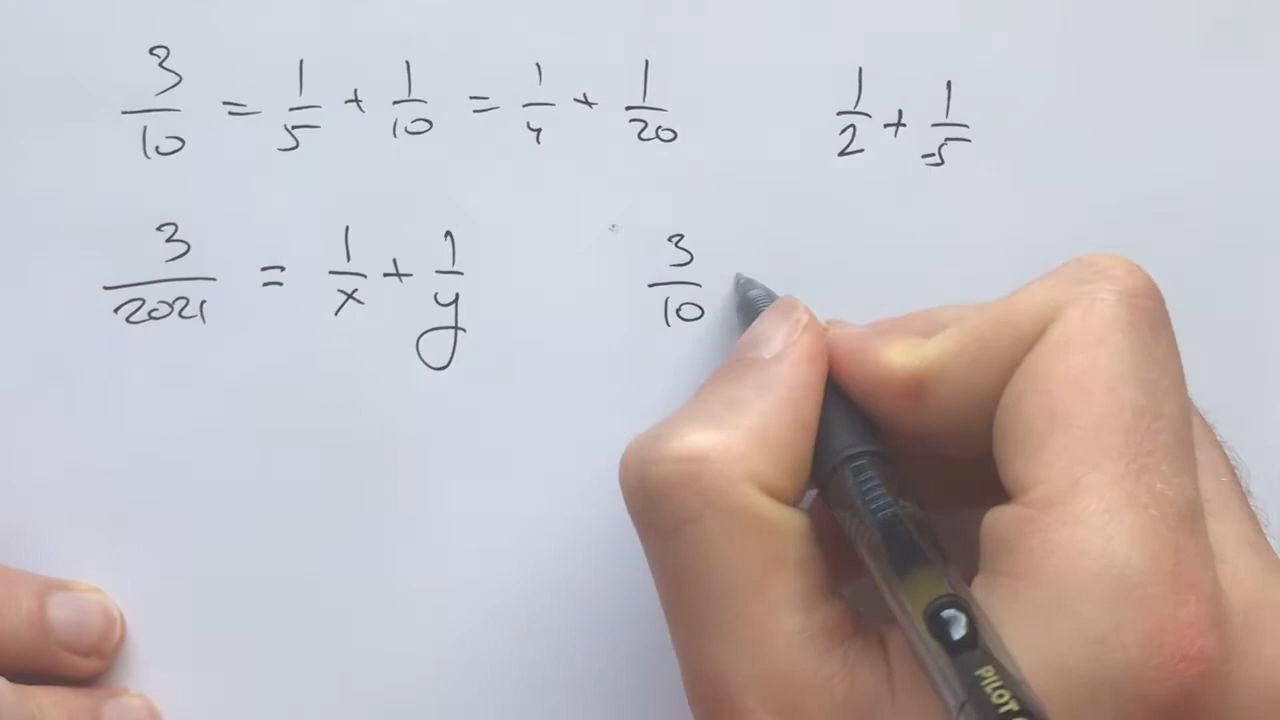 3/10 = 1/5 + 1/10 = 1/4 + 1/20
1/2 + 1/-5
3/2021 = 1/x + 1/y
3/10
PILOT